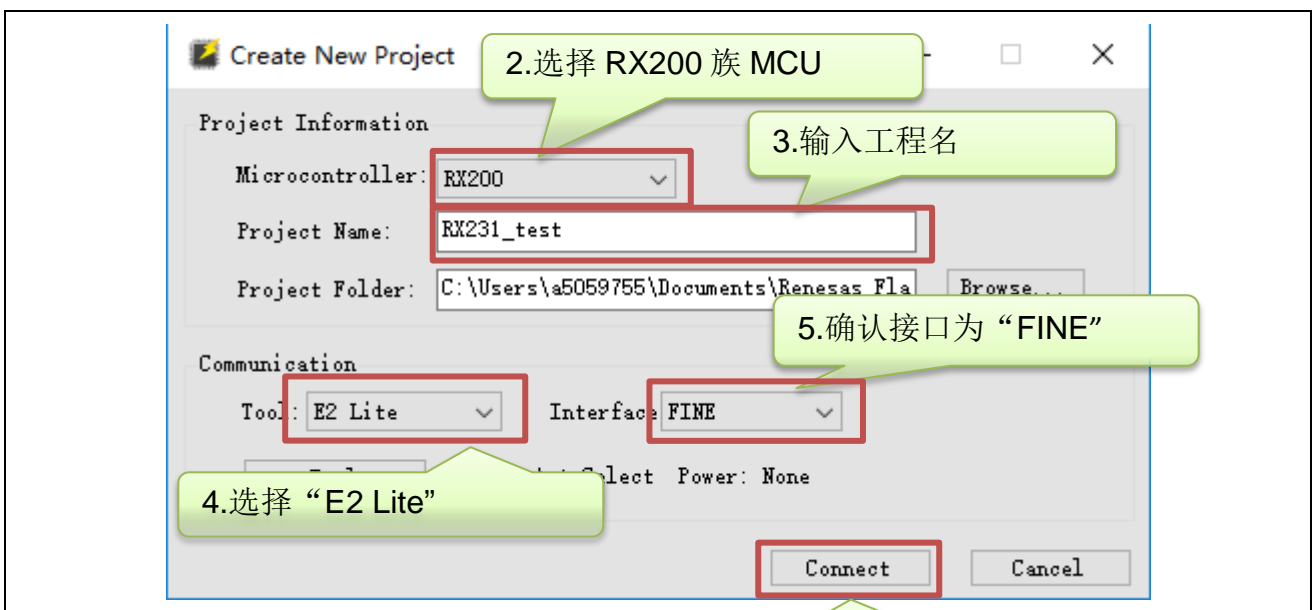 Create New Project
2.选择 RX200 族 MCU
Project Information
3.输入工程名
Microcontroller: RX200
Project Name: RX231_test
Project Folder: C:\Users\a5059755\Documents\Renesas Fla Browse...
5.确认接口为“FINE”
Communication
Tool: E2 Lite Interface FINE
4.选择“E2 Lite”
Power: None
Connect Cancel